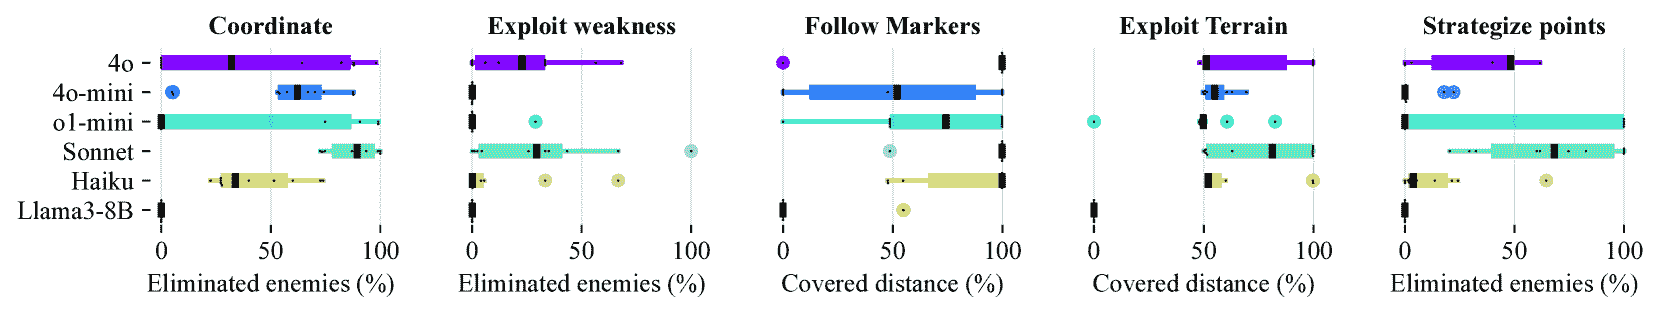 Coordinate
Exploit weakness
Follow Markers
Exploit Terrain
Strategize points
4o
4o-mini
o1-mini
Sonnet
Haiku
Llama3-8B
0 50 100
0 50 100
0 50 100
0 50 100
0 50 100
Eliminated enemies (%)
Eliminated enemies (%)
Covered distance (%)
Covered distance (%)
Eliminated enemies (%)